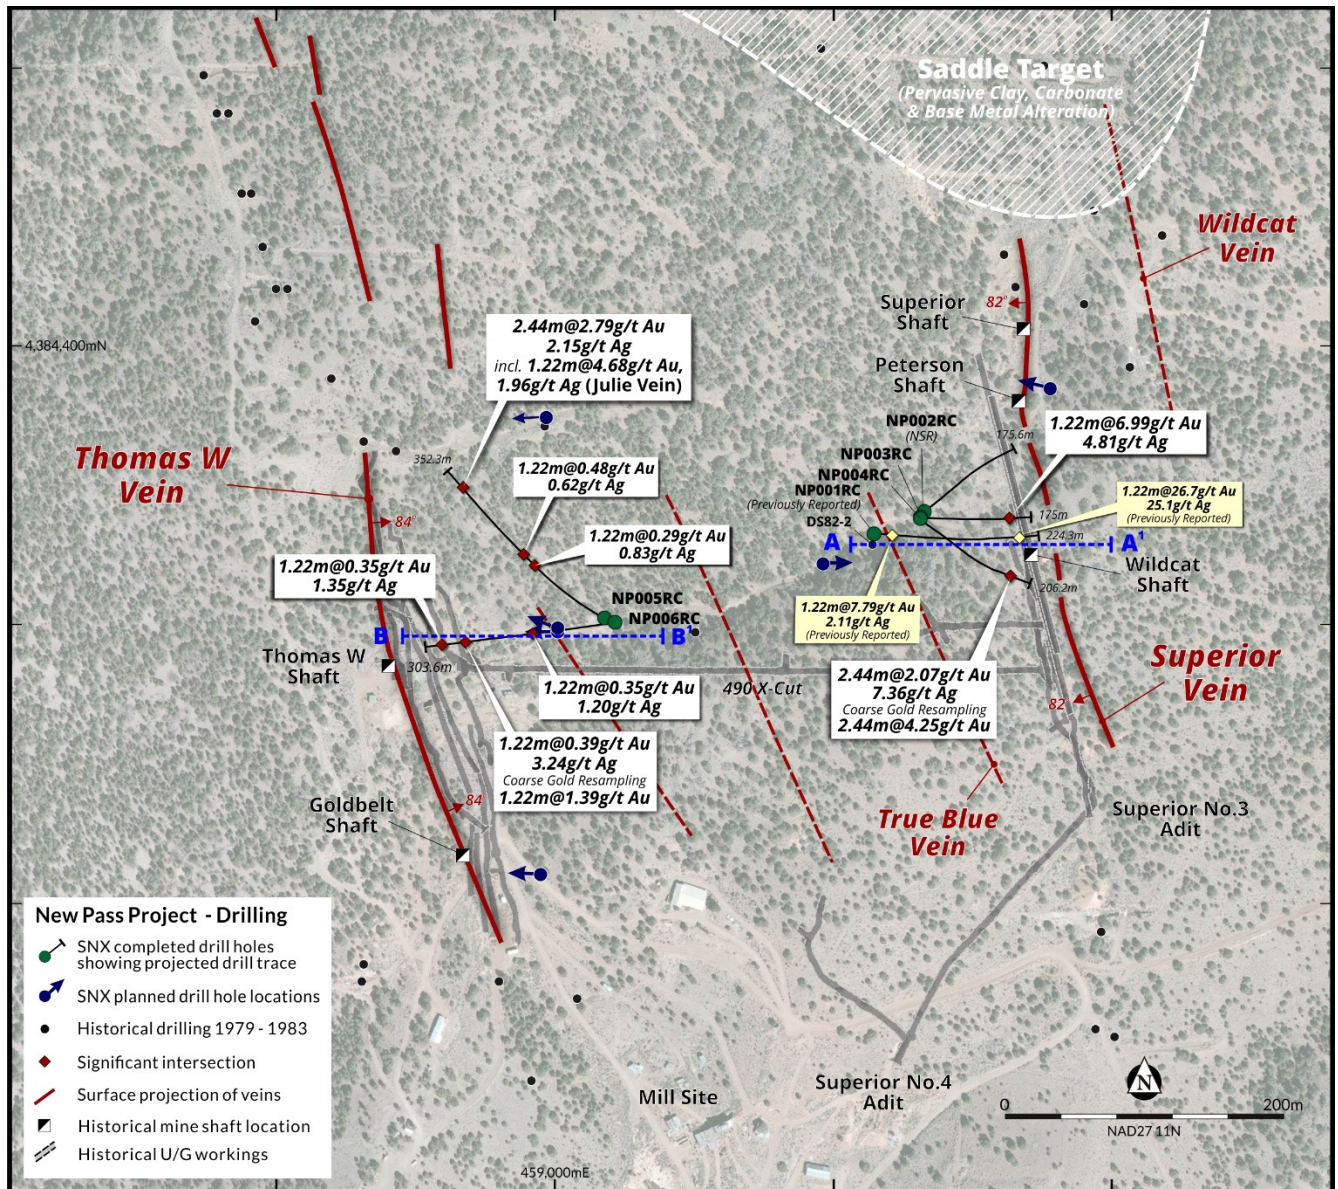 Saddle Target
(Pervasive Clay, Carbonate
& Base Metal Alteration)
Wildcat
Vein
82°
Superior
Shaft
4,384,400mN
2.44m@2.79g/t Au
2.15g/t Ag
incl. 1.22m@4.68g/t Au,
1.96g/t Ag (Julie Vein)
Peterson
Shaft
NP002RC
(NSR)
175.6m
1.22m@6.99g/t Au
4.81g/t Ag
Thomas W
Vein
352.3m
1.22m@0.48g/t Au
0.62g/t Ag
NP003RC
NP004RC
NP001RC
(Previously Reported)
DS82-2
1.22m@26.7g/t Au
25.1g/t Ag
(Previously Reported)
175m
224.3m
84°
1.22m@0.29g/t Au
0.83g/t Ag
A
A¹
Wildcat
Shaft
1.22m@0.35g/t Au
1.35g/t Ag
206.2m
NP005RC
NP006RC
1.22m@7.79g/t Au
2.11g/t Ag
(Previously Reported)
B
B¹
Thomas W
Shaft
303.6m
490 X-Cut
Superior
Vein
1.22m@0.35g/t Au
1.20g/t Ag
2.44m@2.07g/t Au
7.36g/t Ag
Coarse Gold Resampling
2.44m@4.25g/t Au
82°
1.22m@0.39g/t Au
3.24g/t Ag
Coarse Gold Resampling
1.22m@1.39g/t Au
84°
Goldbelt
Shaft
True Blue
Vein
Superior No.3
Adit
New Pass Project - Drilling
SNX completed drill holes
showing projected drill trace
SNX planned drill hole locations
Historical drilling 1979 - 1983
Significant intersection
Surface projection of veins
Historical mine shaft location
Historical U/G workings
Mill Site
Superior No.4
Adit
N
0
200m
NAD27 11N
459,000mE